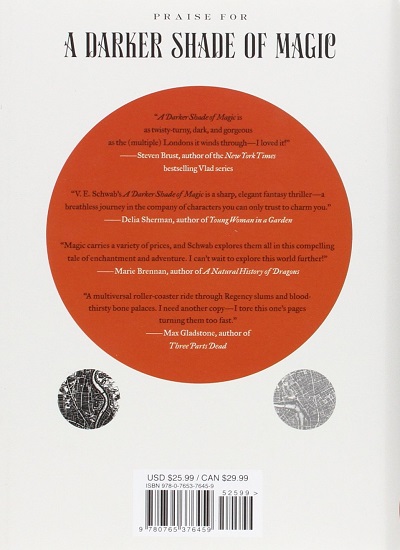 PRAISE FOR
A DARKER SHADE OF MAGIC
"A Darker Shade of Magic is
as twisty-turny, dark, and gorgeous
as the (multiple) Londons it winds through—I loved it!"
——Steven Brust, author of the New York Times
bestselling Vlad series
"V. E. Schwab's A Darker Shade of Magic is a sharp, elegant fantasy thriller—a
breathless journey in the company of characters you can only trust to charm you."
——Delia Sherman, author of Young Woman in a Garden
"Magic carries a variety of prices, and Schwab explores them all in this compelling
tale of enchantment and adventure. I can't wait to explore this world further!"
——Marie Brennan, author of A Natural History of Dragons
"A multiversal roller-coaster ride through Regency slums and blood-
thirsty bone palaces. I need another copy—I tore this one's pages
turning them too fast."
——Max Gladstone, author of
Three Parts Dead
USD $25.99 / CAN $29.99
ISBN 978-0-7653-7645-9
52599>
9 780765 376459